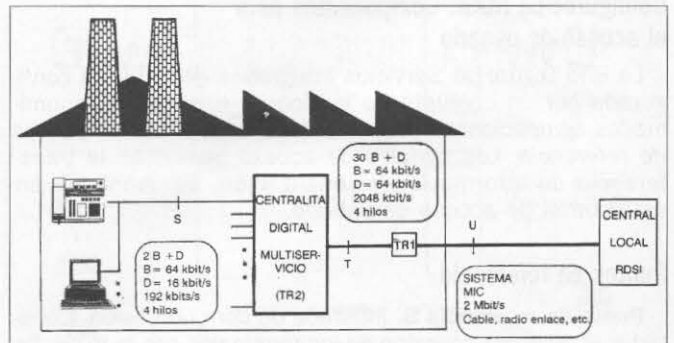 30 B + D
B= 64 kbit/s
D= 64 kbit/s
2048 kbit/s
4 hilos
S
CENTRALITA
DIGITAL
MULTISER-
VICIO
(TR2)
2 B + D
B= 64 kbit/s
D= 16 kbit/s
192 kbits/s
4 hilos
T
TR1
U
CENTRAL
LOCAL
RDSI
SISTEMA
MIC
2 Mbit/s
Cable, radio enlace, etc.